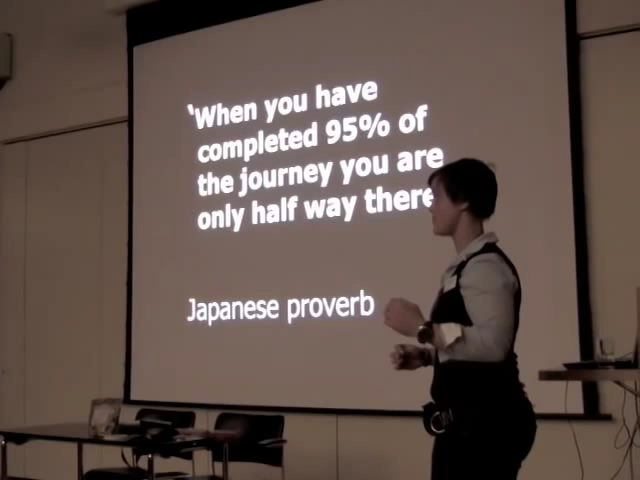 ‘When you have
completed 95% of
the journey you are
only half way there
Japanese proverb